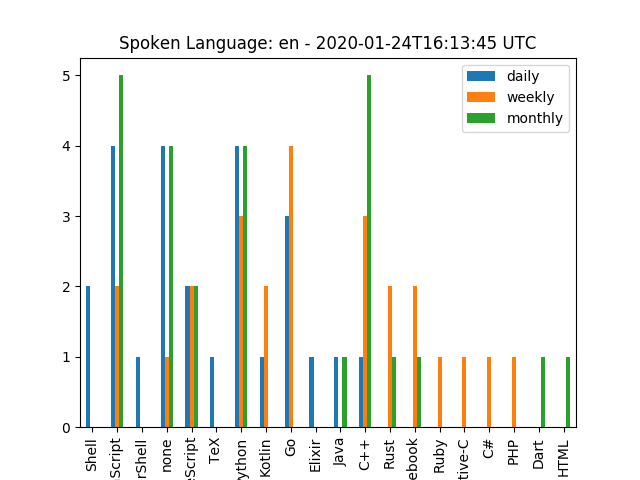 Spoken Language: en - 2020-01-24T16:13:45 UTC
5
4
3
2
1
0
daily
weekly
monthly
Shell
Script
rShell
none
eScript
TeX
ython
Kotlin
Go
Elixir
Java
C++
Rust
ebook
Ruby
tive-C
C#
PHP
Dart
HTML